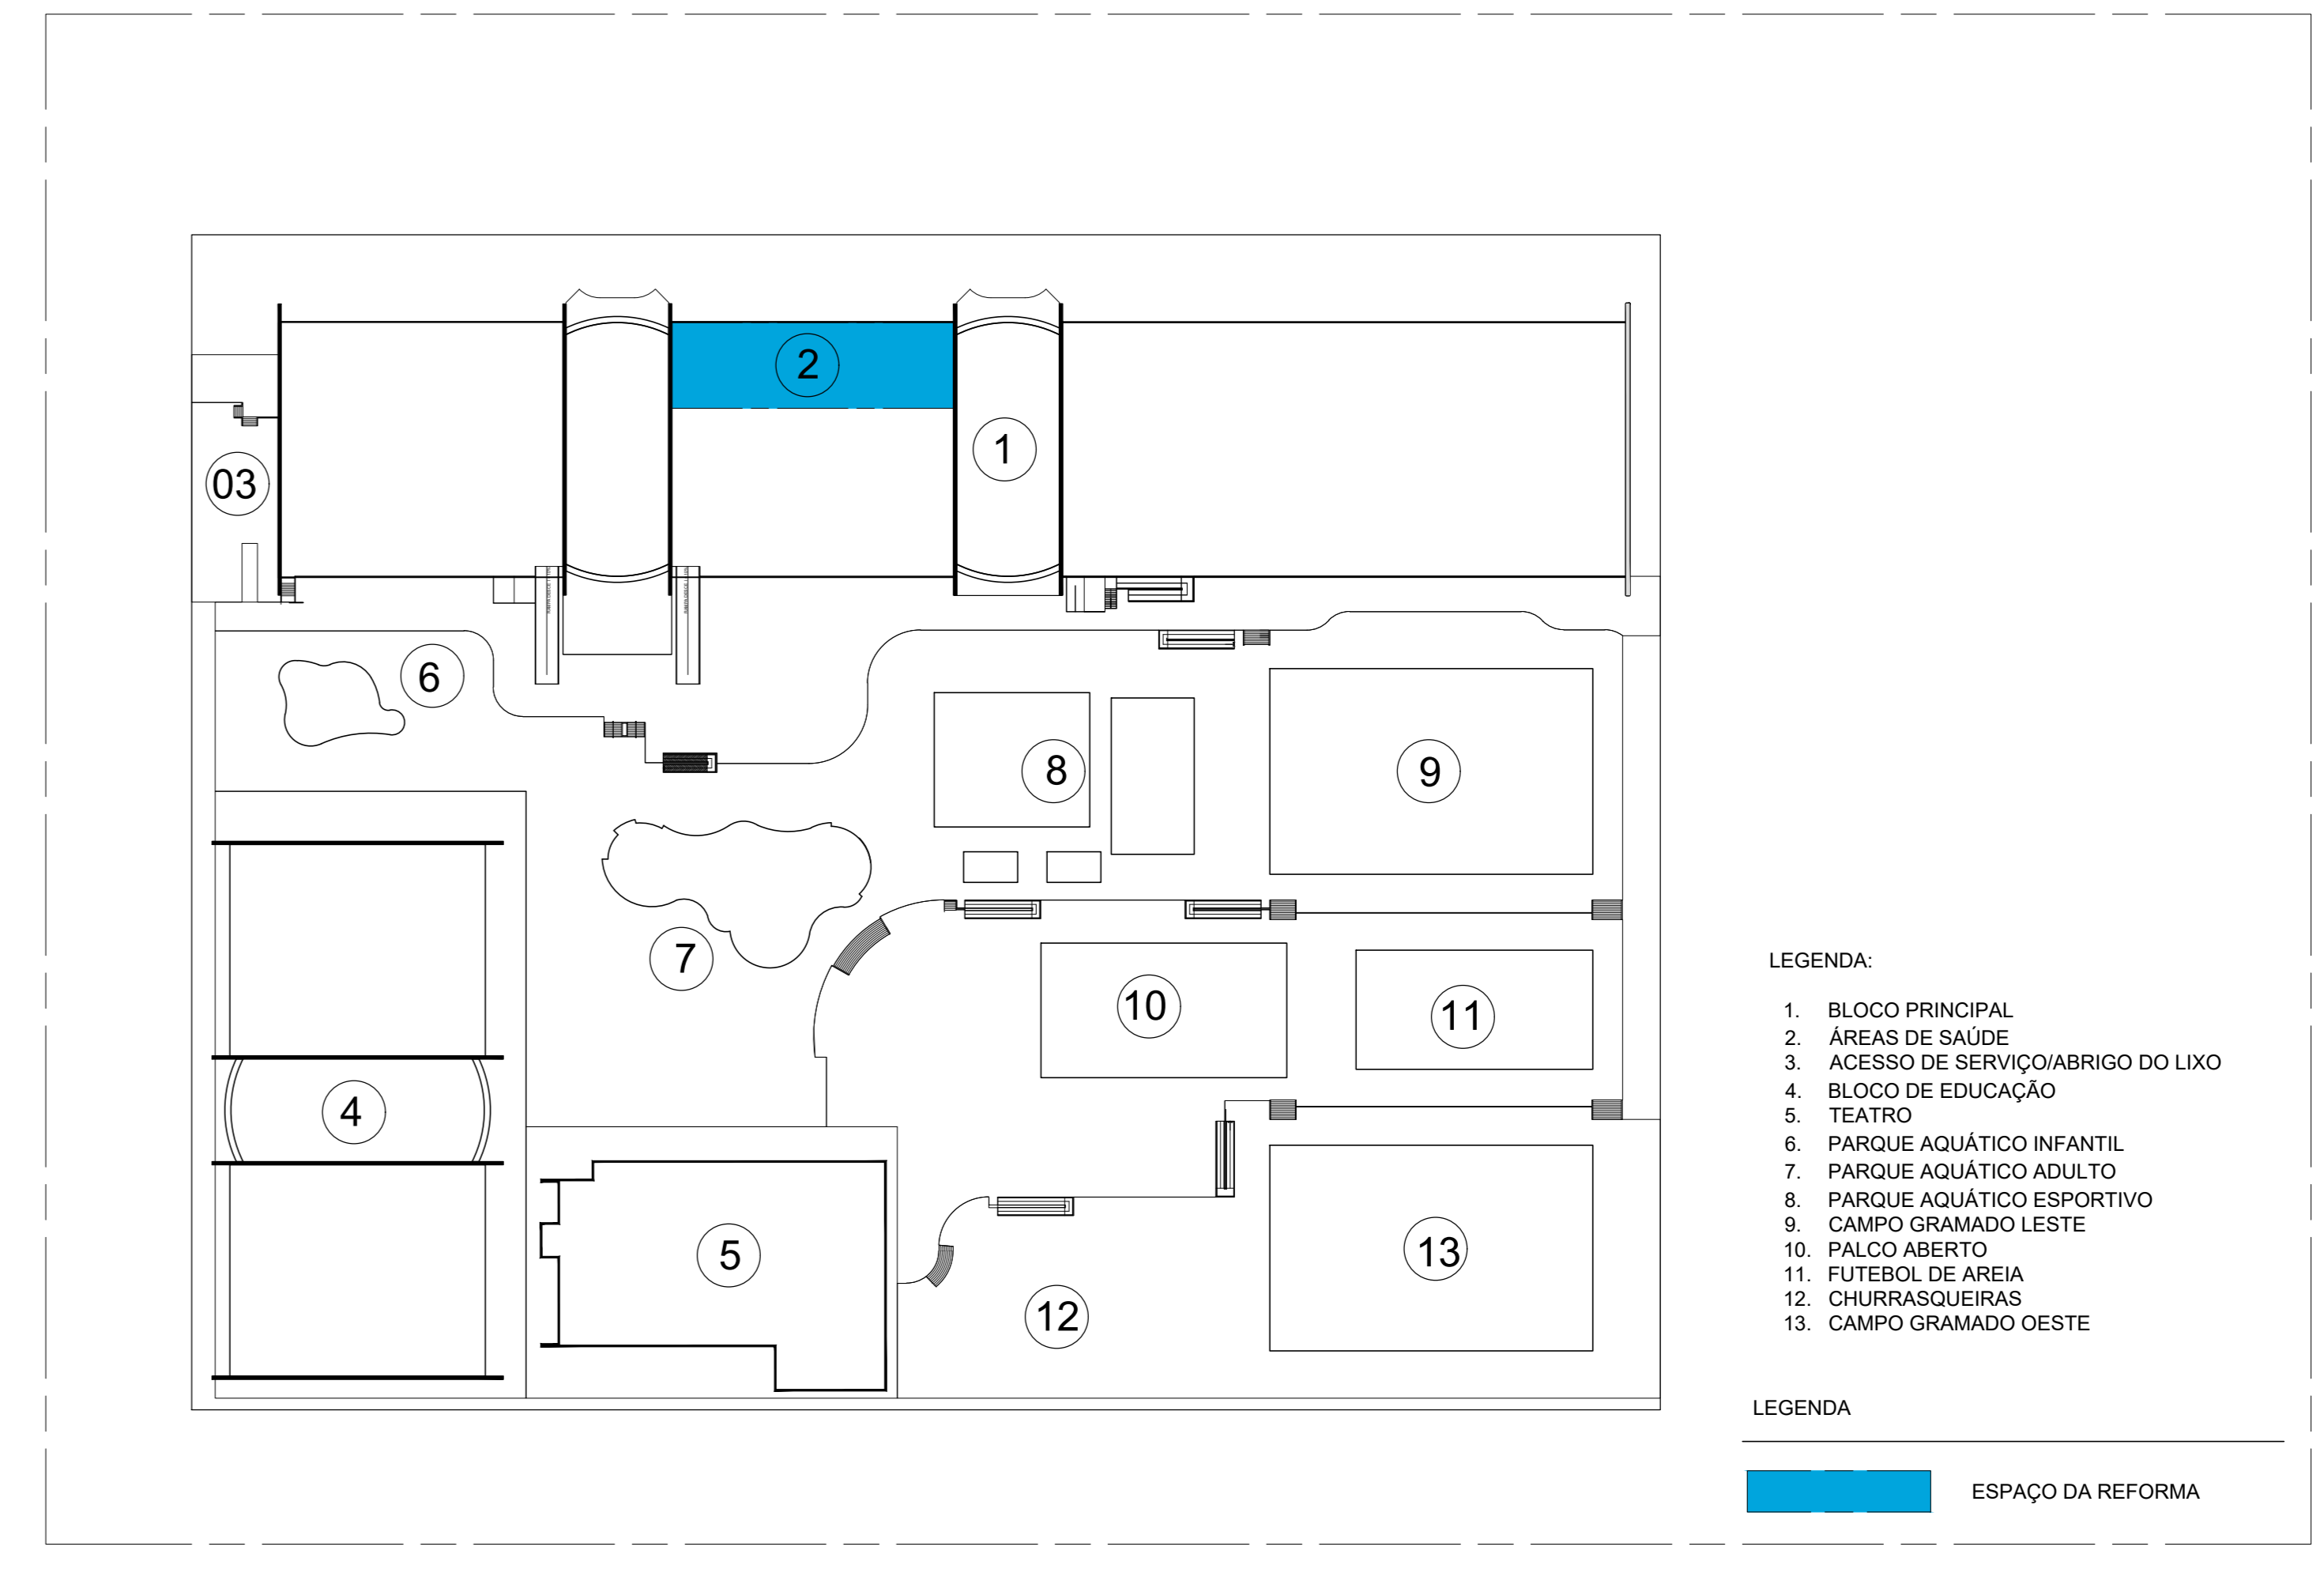 2
1
03
6
8
9
7
10
11
4
5
13
12
LEGENDA:
1. BLOCO PRINCIPAL
2. ÁREAS DE SAÚDE
3. ACESSO DE SERVIÇO/ABRIGO DO LIXO
4. BLOCO DE EDUCAÇÃO
5. TEATRO
6. PARQUE AQUÁTICO INFANTIL
7. PARQUE AQUÁTICO ADULTO
8. PARQUE AQUÁTICO ESPORTIVO
9. CAMPO GRAMADO LESTE
10. PALCO ABERTO
11. FUTEBOL DE AREIA
12. CHURRASQUEIRAS
13. CAMPO GRAMADO OESTE
LEGENDA
ESPAÇO DA REFORMA